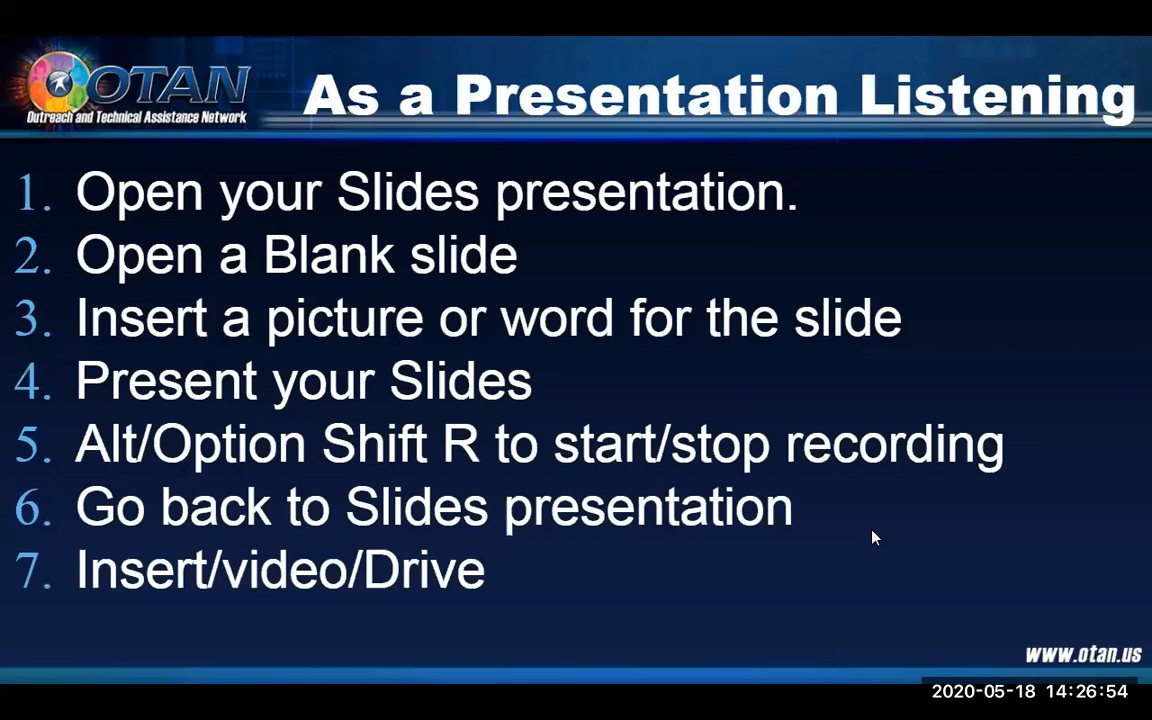 OTAN
Outreach and Technical Assistance Network
As a Presentation Listening
1. Open your Slides presentation.
2. Open a Blank slide
3. Insert a picture or word for the slide
4. Present your Slides
5. Alt/Option Shift R to start/stop recording
6. Go back to Slides presentation
7. Insert/video/Drive
www.otan.us
2020-05-18 14:26:54